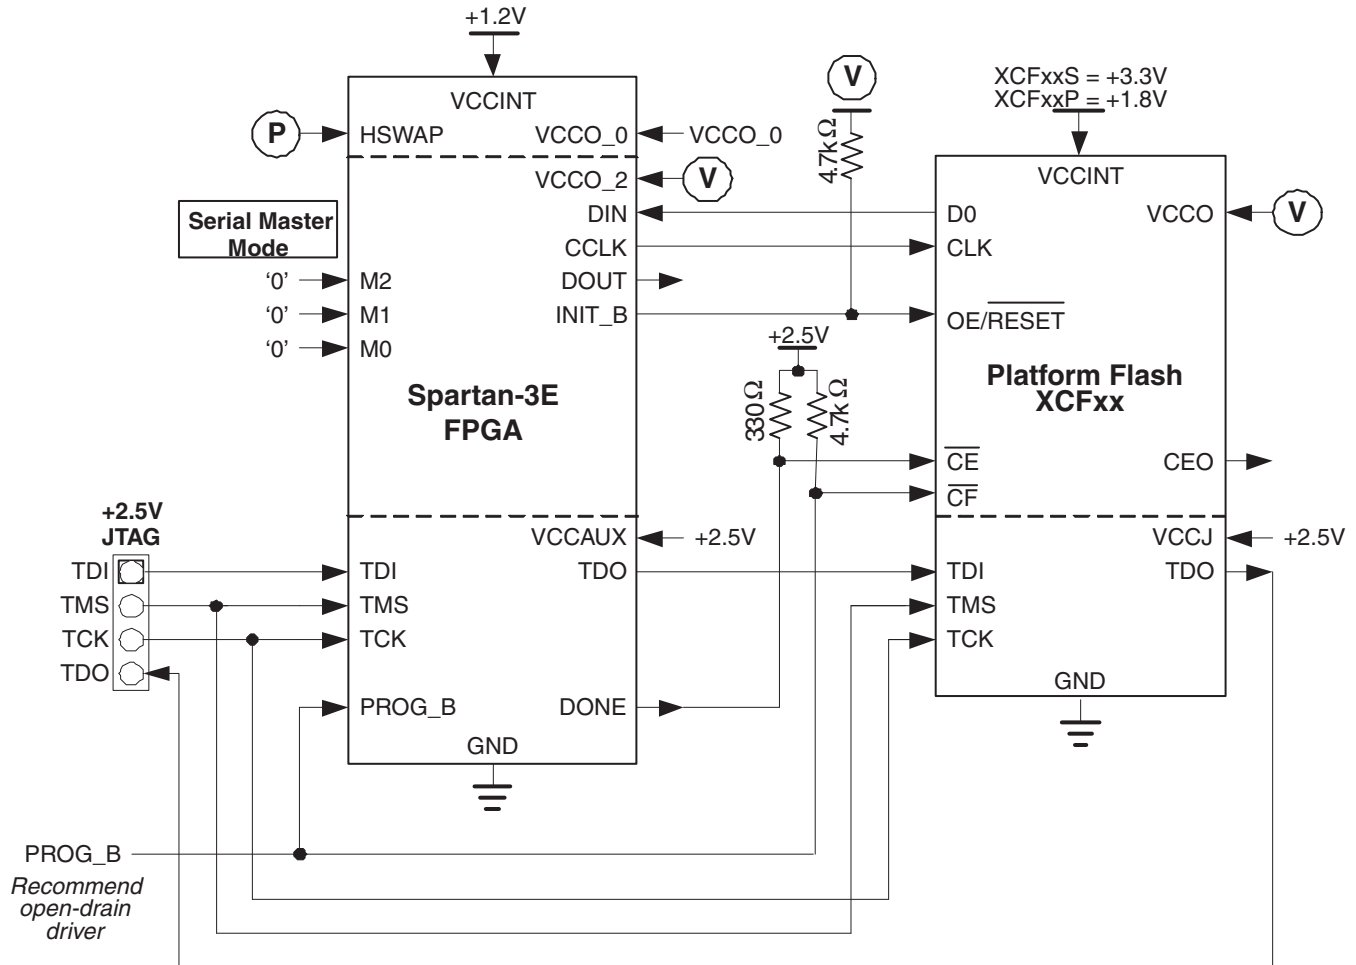 +1.2V
V
XCFxxS = +3.3V
XCFxxP = +1.8V
VCCINT
P
HSWAP
VCCO_0
VCCO_0
4.7kΩ
VCCINT
VCCO_2
V
Serial Master
Mode
DIN
D0
VCCO
V
CCLK
CLK
'0'
M2
DOUT
'0'
M1
INIT_B
OE/RESET
'0'
M0
+2.5V
Spartan-3E
FPGA
330Ω
4.7kΩ
Platform Flash
XCFxx
CE
CEO
CF
+2.5V
JTAG
VCCAUX
+2.5V
VCCJ
+2.5V
TDI
TDI
TDO
TDI
TDO
TMS
TMS
TMS
TCK
TCK
TCK
TDO
GND
PROG_B
DONE
GND
PROG_B
Recommend
open-drain
driver